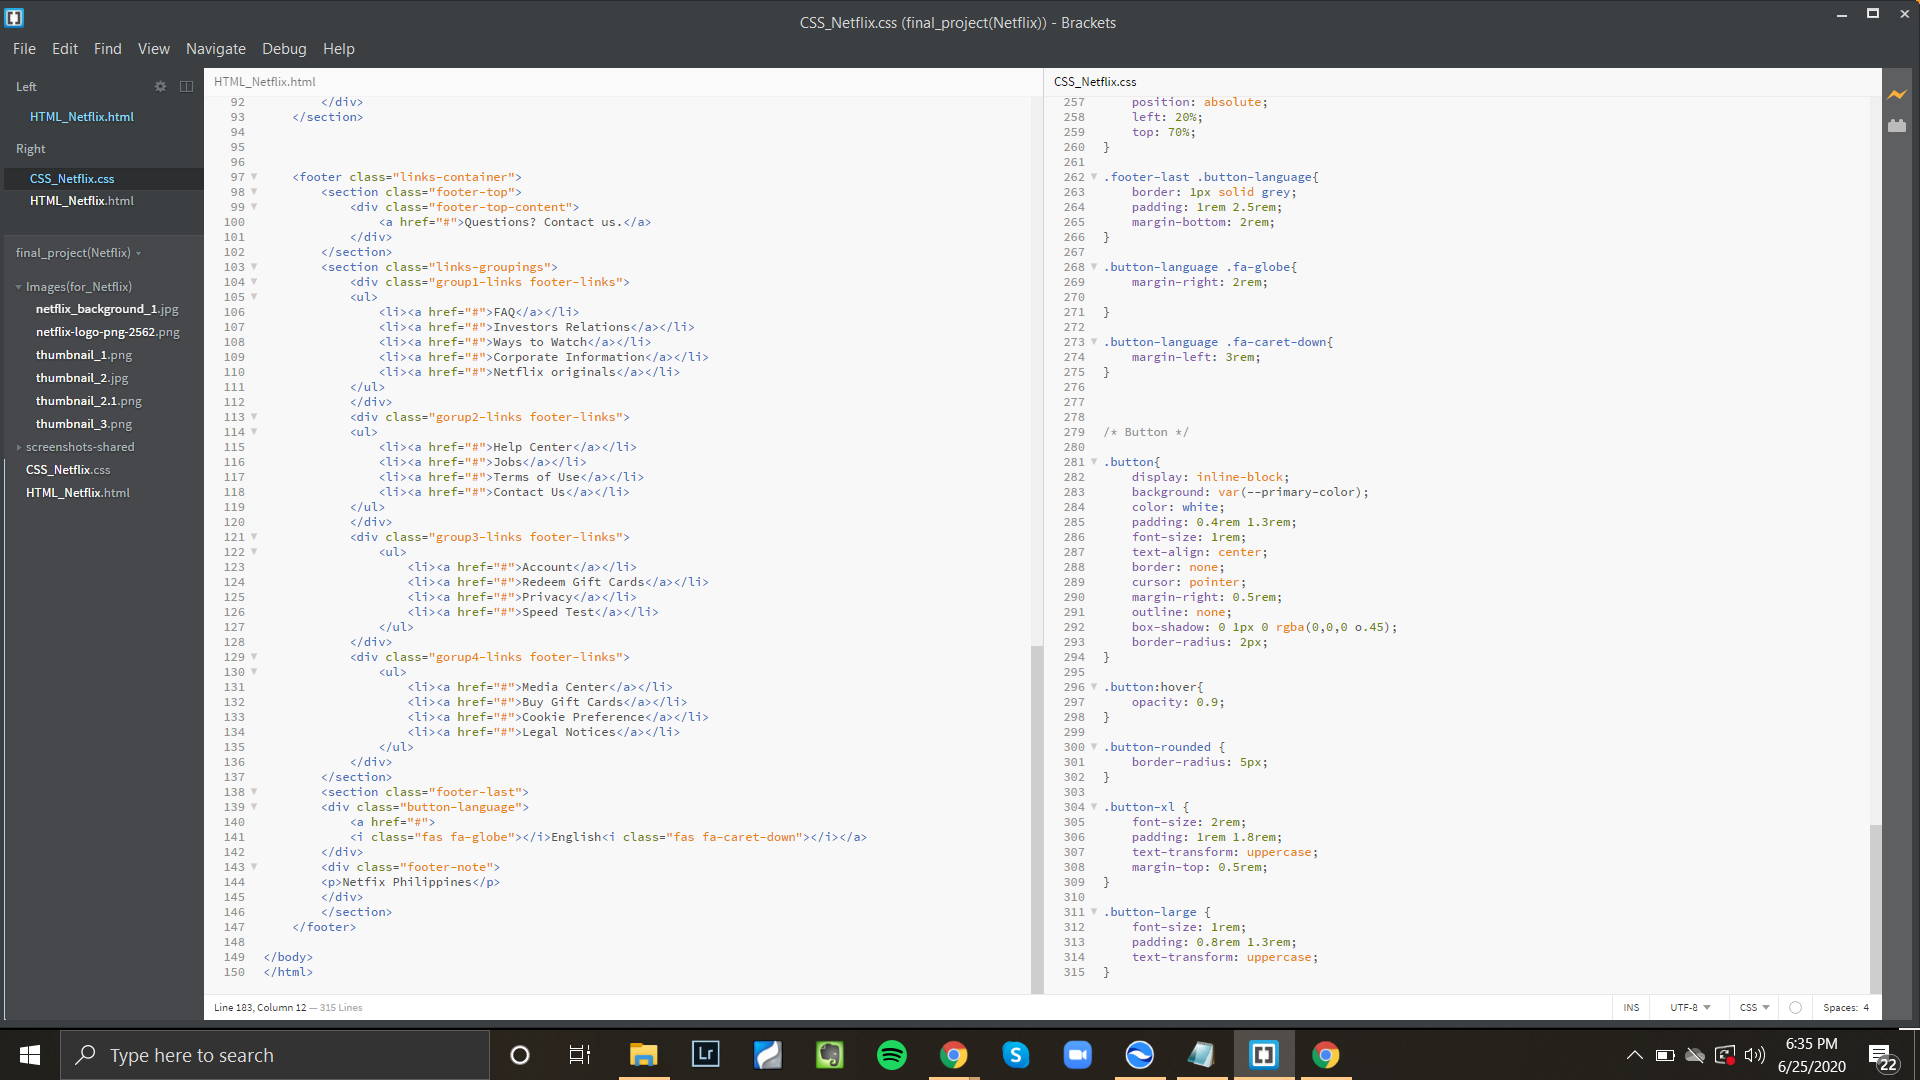 CSS_Netflix.css (final_project(Netflix)) - Brackets
File Edit Find View Navigate Debug Help
Left
HTML_Netflix.html
Right
CSS_Netflix.css
HTML_Netflix.html
final_project(Netflix)
Images(for_Netflix)
netflix_background_1.jpg
netflix-logo-png-2562.png
thumbnail_1.png
thumbnail_2.jpg
thumbnail_2.1.png
thumbnail_3.png
screenshots-shared
CSS_Netflix.css
HTML_Netflix.html
HTML_Netflix.html
92 </div>
93 </section>
94
95
96
97 <footer class="links-container">
98 <section class="footer-top">
99 <div class="footer-top-content">
100 <a href="#">Questions? Contact us.</a>
101 </div>
102 </section>
103 <section class="links-groupings">
104 <div class="group1-links footer-links">
105 <ul>
106 <li><a href="#">FAQ</a></li>
107 <li><a href="#">Investors Relations</a></li>
108 <li><a href="#">Ways to Watch</a></li>
109 <li><a href="#">Corporate Information</a></li>
110 <li><a href="#">Netflix originals</a></li>
111 </ul>
112 </div>
113 <div class="gorup2-links footer-links">
114 <ul>
115 <li><a href="#">Help Center</a></li>
116 <li><a href="#">Jobs</a></li>
117 <li><a href="#">Terms of Use</a></li>
118 <li><a href="#">Contact Us</a></li>
119 </ul>
120 </div>
121 <div class="group3-links footer-links">
122 <ul>
123 <li><a href="#">Account</a></li>
124 <li><a href="#">Redeem Gift Cards</a></li>
125 <li><a href="#">Privacy</a></li>
126 <li><a href="#">Speed Test</a></li>
127 </ul>
128 </div>
129 <div class="gorup4-links footer-links">
130 <ul>
131 <li><a href="#">Media Center</a></li>
132 <li><a href="#">Buy Gift Cards</a></li>
133 <li><a href="#">Cookie Preference</a></li>
134 <li><a href="#">Legal Notices</a></li>
135 </ul>
136 </div>
137 </section>
138 <section class="footer-last">
139 <div class="button-language">
140 <a href="#">
141 <i class="fas fa-globe"></i>English<i class="fas fa-caret-down"></i></a>
142 </div>
143 <div class="footer-note">
144 <p>Netfix Philippines</p>
145 </div>
146 </section>
147 </footer>
148
149 </body>
150 </html>
CSS_Netflix.css
257 position: absolute;
258 left: 20%;
259 top: 70%;
260 }
261
262 .footer-last .button-language{
263 border: 1px solid grey;
264 padding: 1rem 2.5rem;
265 margin-bottom: 2rem;
266 }
267
268 .button-language .fa-globe{
269 margin-right: 2rem;
270
271 }
272
273 .button-language .fa-caret-down{
274 margin-left: 3rem;
275 }
276
277
278
279 /* Button */
280
281 .button{
282 display: inline-block;
283 background: var(--primary-color);
284 color: white;
285 padding: 0.4rem 1.3rem;
286 font-size: 1rem;
287 text-align: center;
288 border: none;
289 cursor: pointer;
290 margin-right: 0.5rem;
291 outline: none;
292 box-shadow: 0 1px 0 rgba(0,0,0 o.45);
293 border-radius: 2px;
294 }
295
296 .button:hover{
297 opacity: 0.9;
298 }
299
300 .button-rounded {
301 border-radius: 5px;
302 }
303
304 .button-xl {
305 font-size: 2rem;
306 padding: 1rem 1.8rem;
307 text-transform: uppercase;
308 margin-top: 0.5rem;
309 }
310
311 .button-large {
312 font-size: 1rem;
313 padding: 0.8rem 1.3rem;
314 text-transform: uppercase;
315 }
Line 183, Column 12 — 315 Lines
INS UTF-8 CSS Spaces: 4
Type here to search
Lr
S
6:35 PM
6/25/2020
22